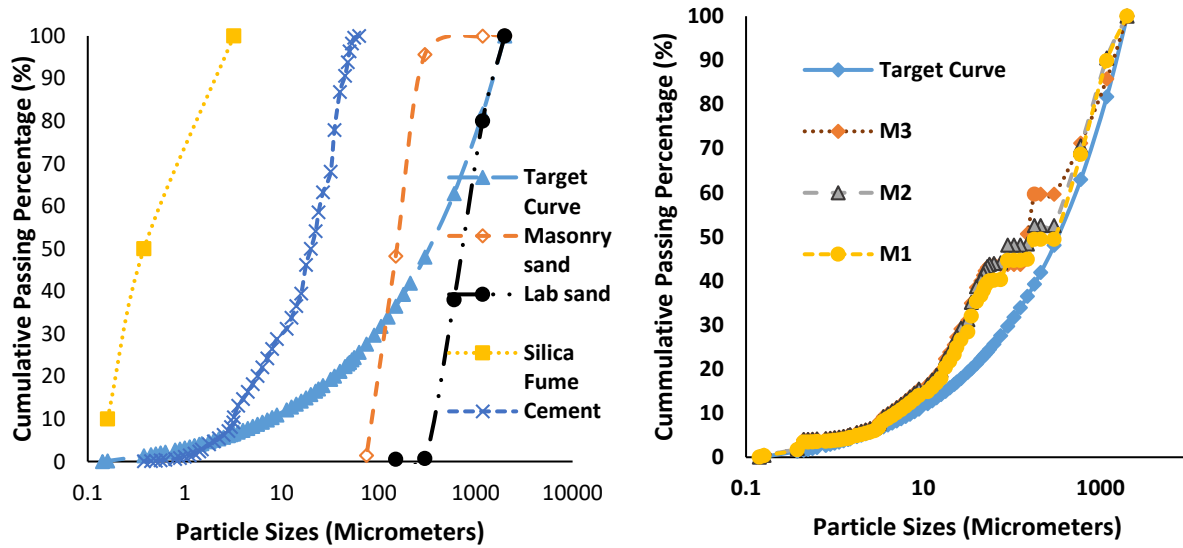 100
90
80
70
60
50
40
30
20
10
0
0.1
1
10
100
1000
10000
Cumulative Passing Percentage (%)
Particle Sizes (Micrometers)
Target
Curve
Masonry
sand
Lab sand
Silica
Fume
Cement
100
90
80
70
60
50
40
30
20
10
0
0.1
10
1000
Cummulative Passing Percentage (%)
Particle Sizes (Micrometers)
Target Curve
M3
M2
M1